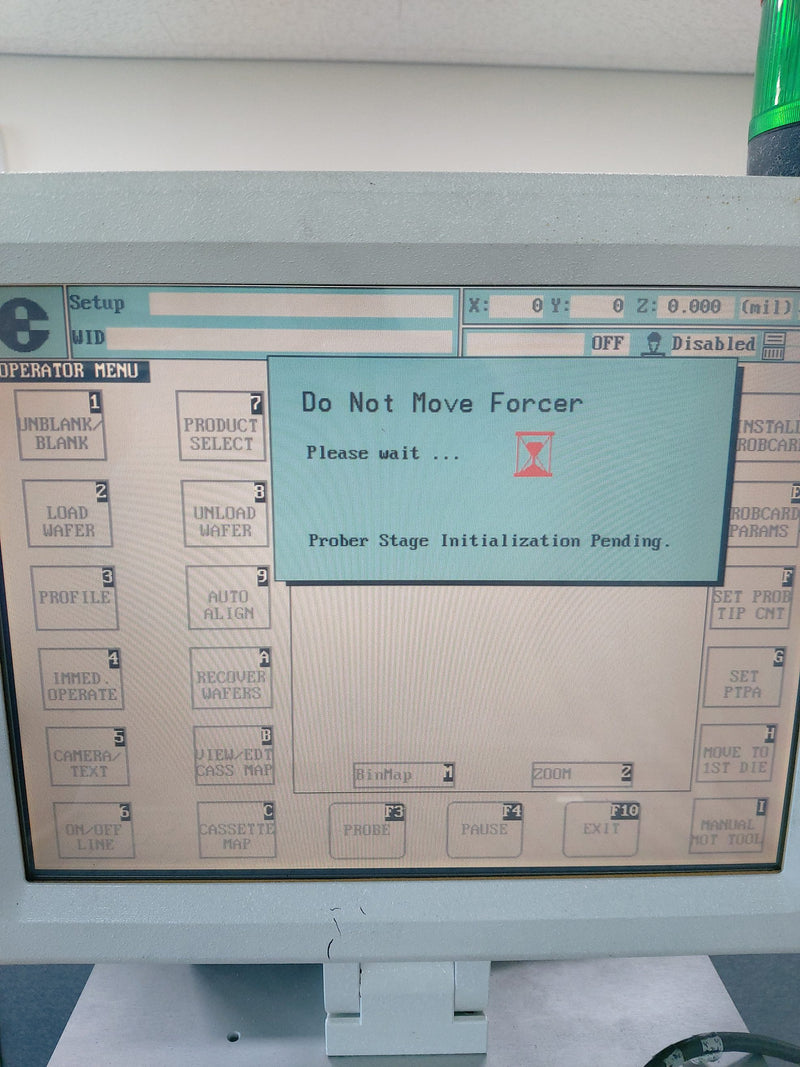 Setup
X: 0 Y: 0 Z: 0.000 (mil)
WID
OFF Disabled
OPERATOR MENU
Do Not Move Forcer
Please wait ...
Prober Stage Initialization Pending.
1
UNBLANK/
BLANK
7
PRODUCT
SELECT
NSTALL
ROBCARD
2
LOAD
WAFER
8
UNLOAD
WAFER
E
ROBCARD
PARAMS
3
PROFILE
9
AUTO
ALIGN
F
SET PROB
TIP CNT
4
IMMED.
OPERATE
A
RECOVER
WAFERS
G
SET
PTPA
5
CAMERA/
TEXT
B
VIEW/EDT
CASS MAP
BinMap M
ZOOM Z
H
MOVE TO
1ST DIE
6
ON/OFF
LINE
C
CASSETTE
MAP
F3
PROBE
F4
PAUSE
F10
EXIT
I
MANUAL
NOT TOOL